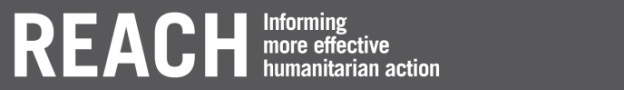 REACH
Informing
more effective
humanitarian action